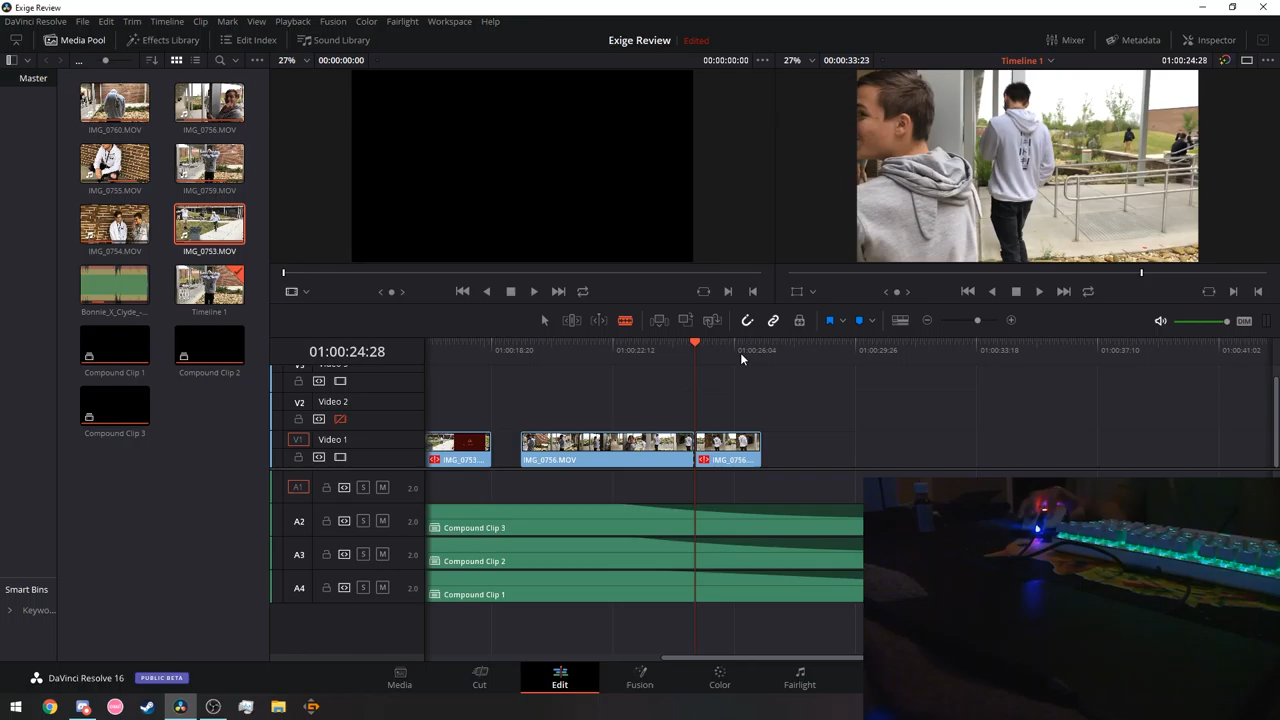 Exige Review
DaVinci Resolve File Edit Trim Timeline Clip Mark View Playback Fusion Color Fairlight Workspace Help
Media Pool Effects Library Edit Index Sound Library Exige Review Edited Mixer Metadata Inspector
... 27% 00:00:00:00 00:00:00:00 27% 00:00:33:23 Timeline 1 01:00:24:28
Master
IMG_0760.MOV IMG_0756.MOV
IMG_0755.MOV IMG_0759.MOV
IMG_0754.MOV IMG_0753.MOV
Bonnie_X_Clyde_-... Timeline 1
Compound Clip 1 Compound Clip 2
Compound Clip 3
DIM
01:00:24:28 01:00:18:20 01:00:22:12 01:00:26:04 01:00:29:26 01:00:33:18 01:00:37:10 01:00:41:02
V2 Video 2
V1 Video 1
IMG_0753.... IMG_0756.MOV IMG_0756....
A1 S M 2.0
A2 S M 2.0 Compound Clip 3
A3 S M 2.0 Compound Clip 2
A4 S M 2.0 Compound Clip 1
Smart Bins
Keywo...
DaVinci Resolve 16 PUBLIC BETA
Media Cut Edit Fusion Color Fairlight